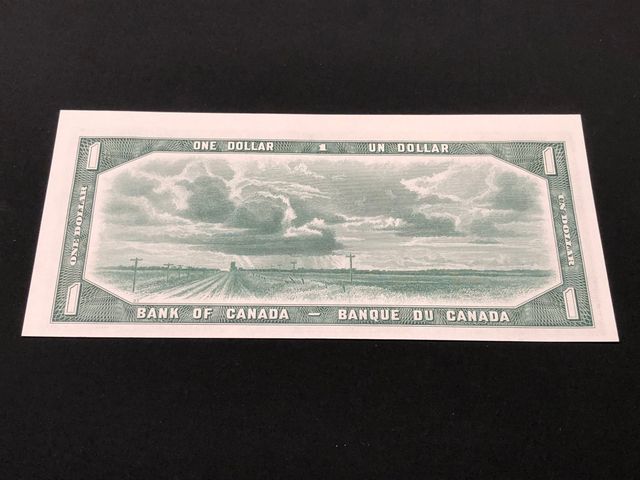 ONE DOLLAR 1 UN DOLLAR
1 1
ONE DOLLAR
UN DOLLAR
1 1
BANK OF CANADA – BANQUE DU CANADA